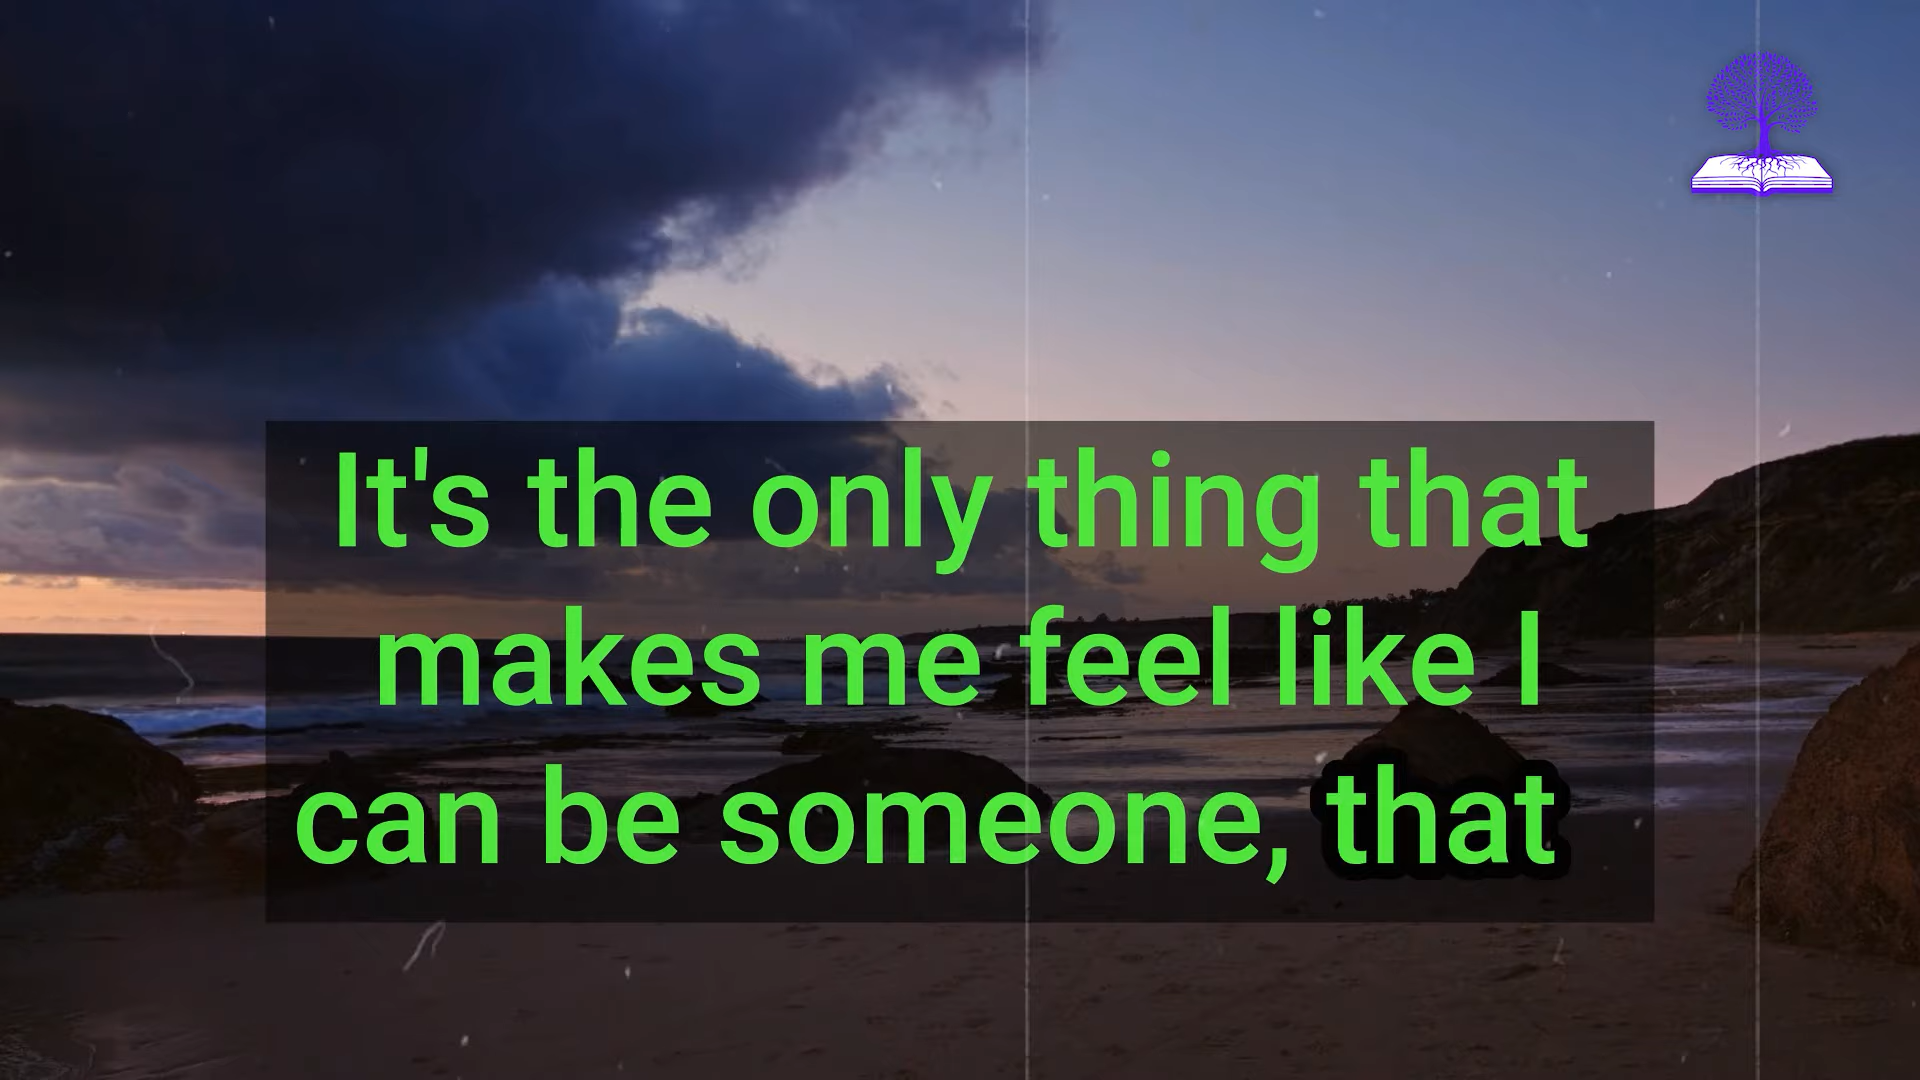 It's the only thing that
makes me feel like I
can be someone, that